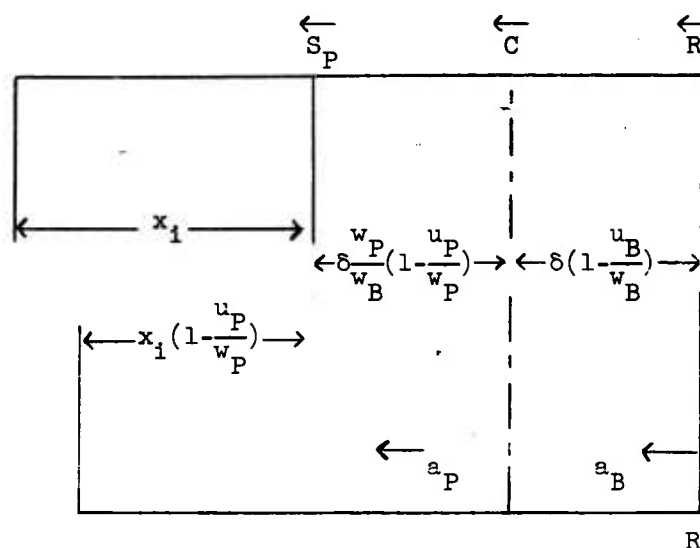 ← ← ←
S_P C R
x_i
δ w_P/w_B (1 - u_P/w_P) δ(1 - u_B/w_B)
x_i (1 - u_P/w_P)
a_P a_B
R